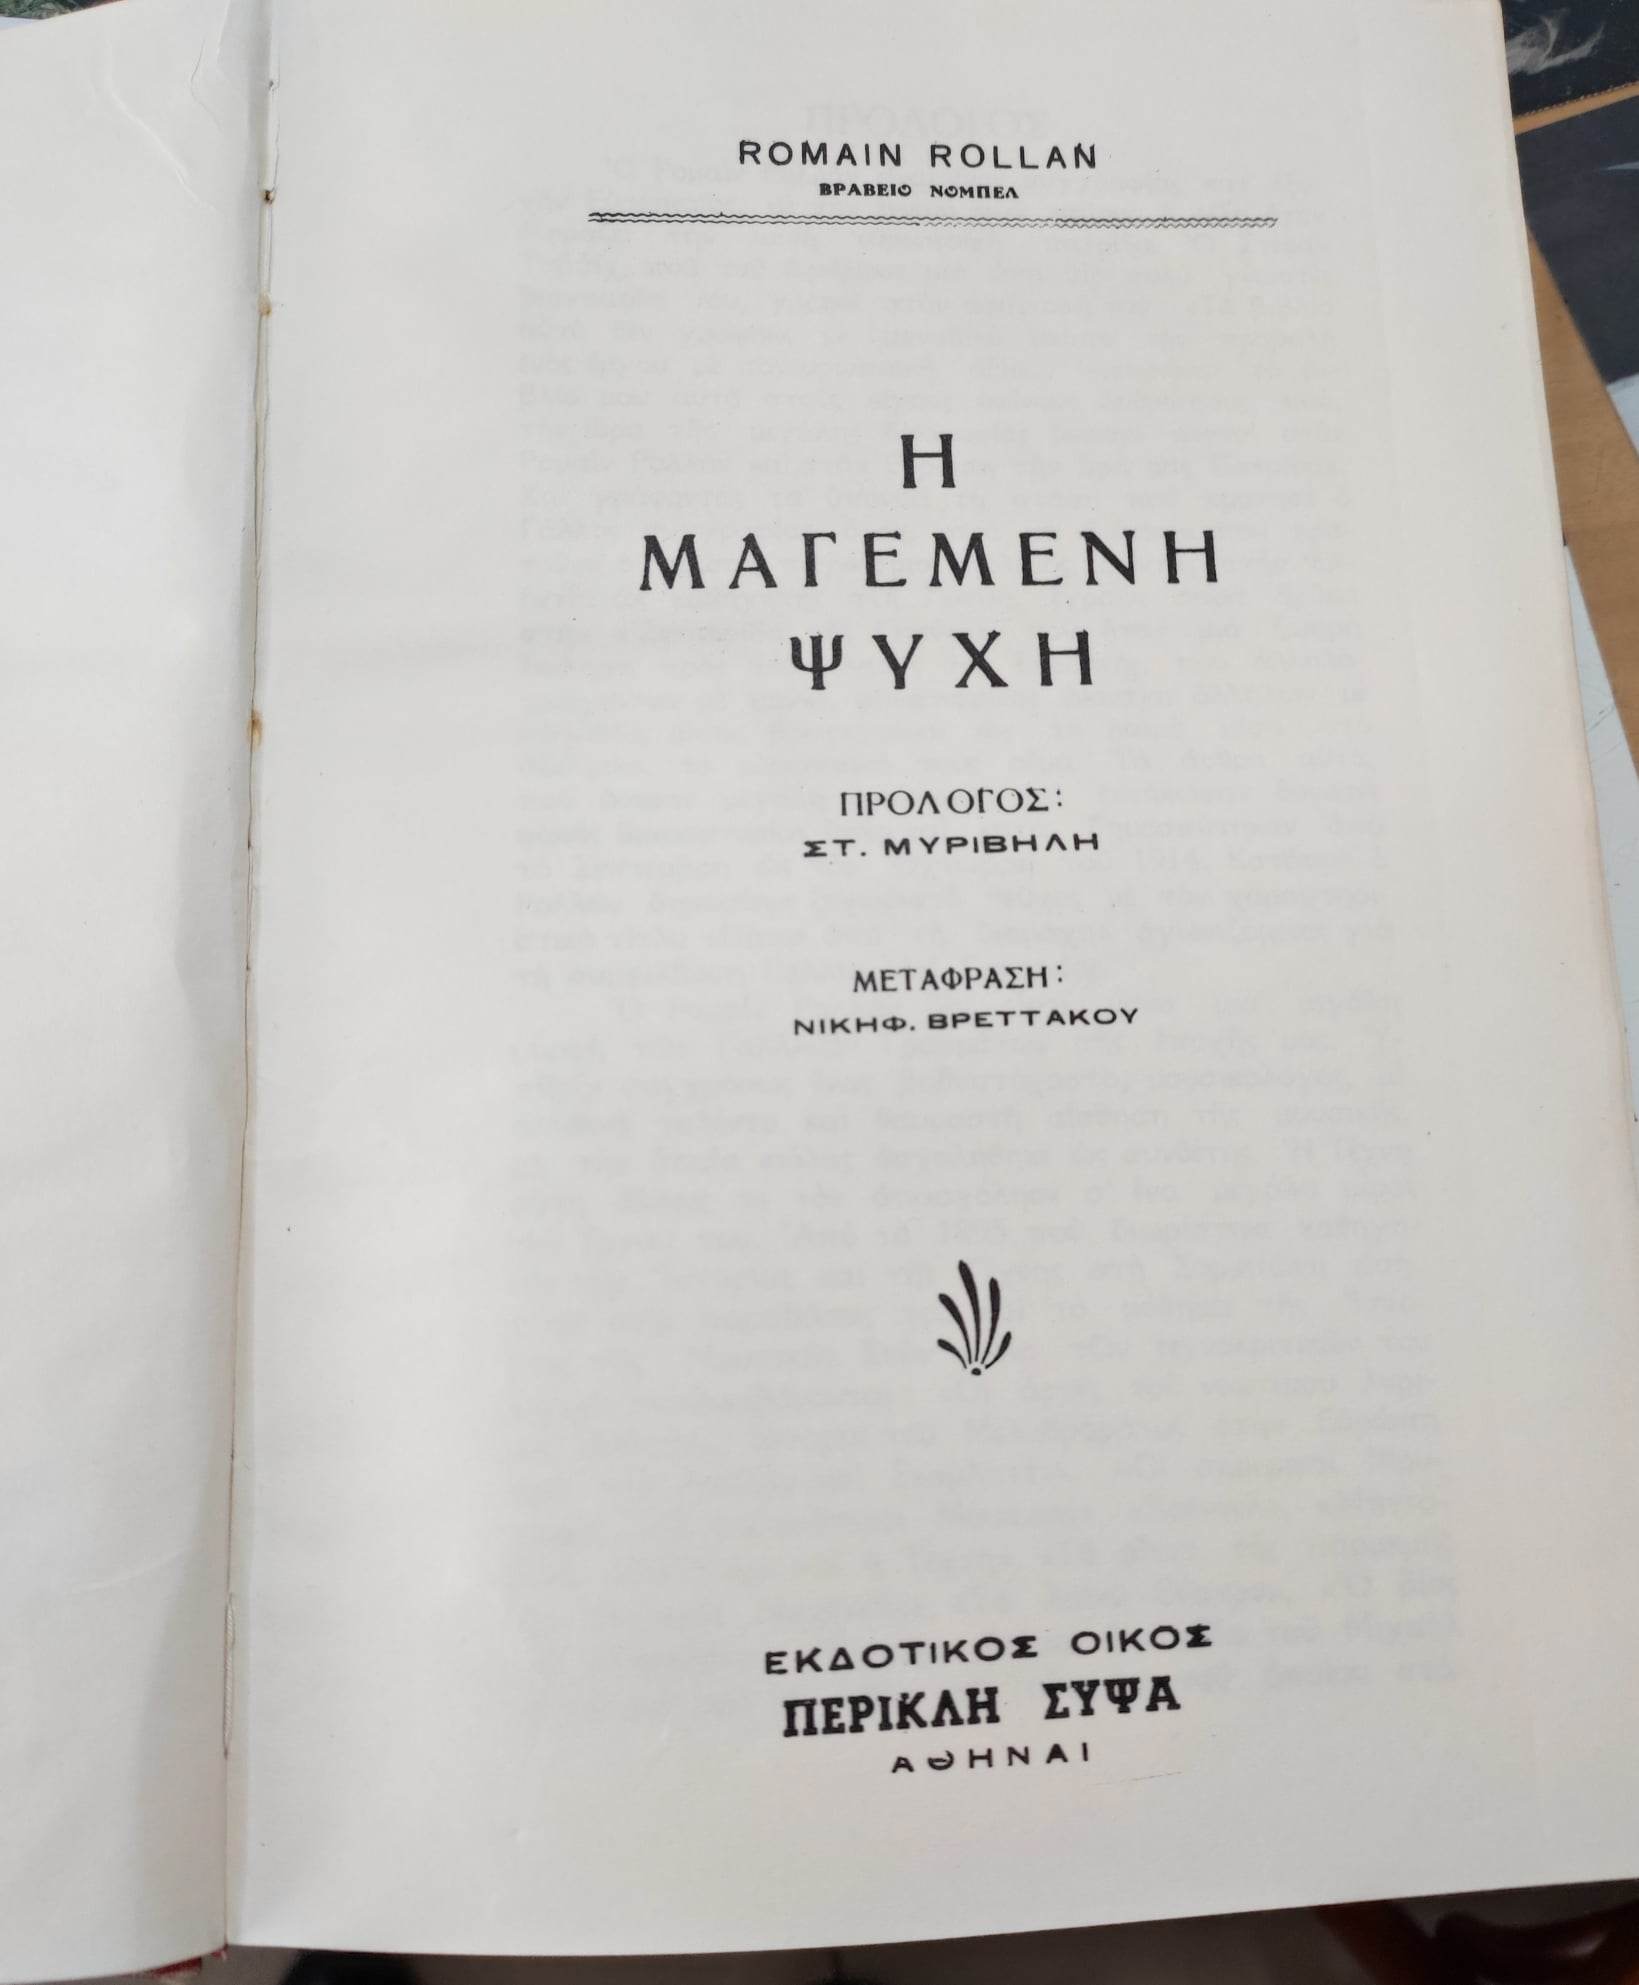 ROMAIN ROLLAN
ΒΡΑΒΕΙΟ ΝΟΜΠΕΛ
Η
ΜΑΓΕΜΕΝΗ
ΨΥΧΗ
ΠΡΟΛΟΓΟΣ:
ΣΤ. ΜΥΡΙΒΗΛΗ
ΜΕΤΑΦΡΑΣΗ:
ΝΙΚΗΦ. ΒΡΕΤΤΑΚΟΥ
ΕΚΔΟΤΙΚΟΣ ΟΙΚΟΣ
ΠΕΡΙΚΛΗ ΣΥΨΑ
ΑΘΗΝΑΙ